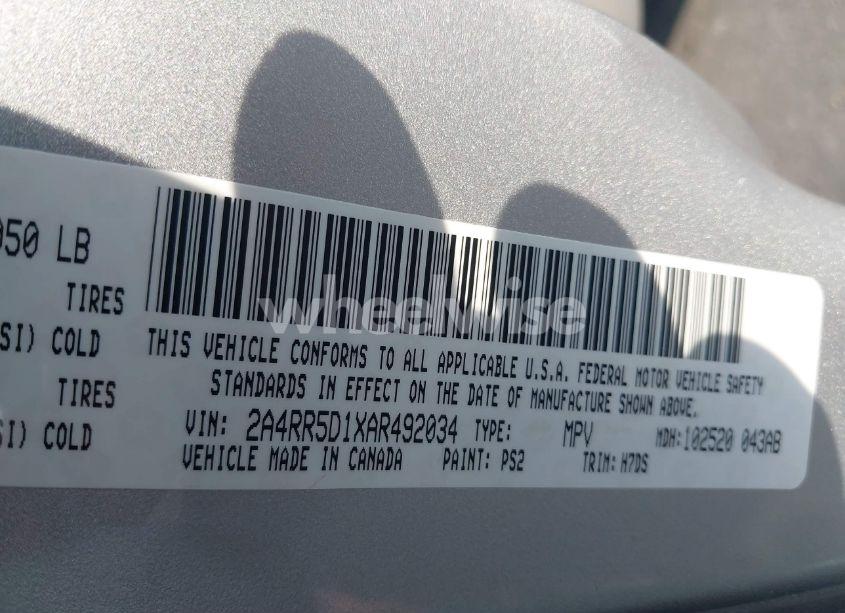 050 LB
TIRES
SI) COLD
TIRES
SI) COLD
wheelwise
THIS VEHICLE CONFORMS TO ALL APPLICABLE U.S.A. FEDERAL MOTOR VEHICLE SAFETY
STANDARDS IN EFFECT ON THE DATE OF MANUFACTURE SHOWN ABOVE.
VIN: 2A4RR5D1XAR492034 TYPE: MPV MDH:102520 043AB
VEHICLE MADE IN CANADA PAINT: PS2 TRIM: H7DS